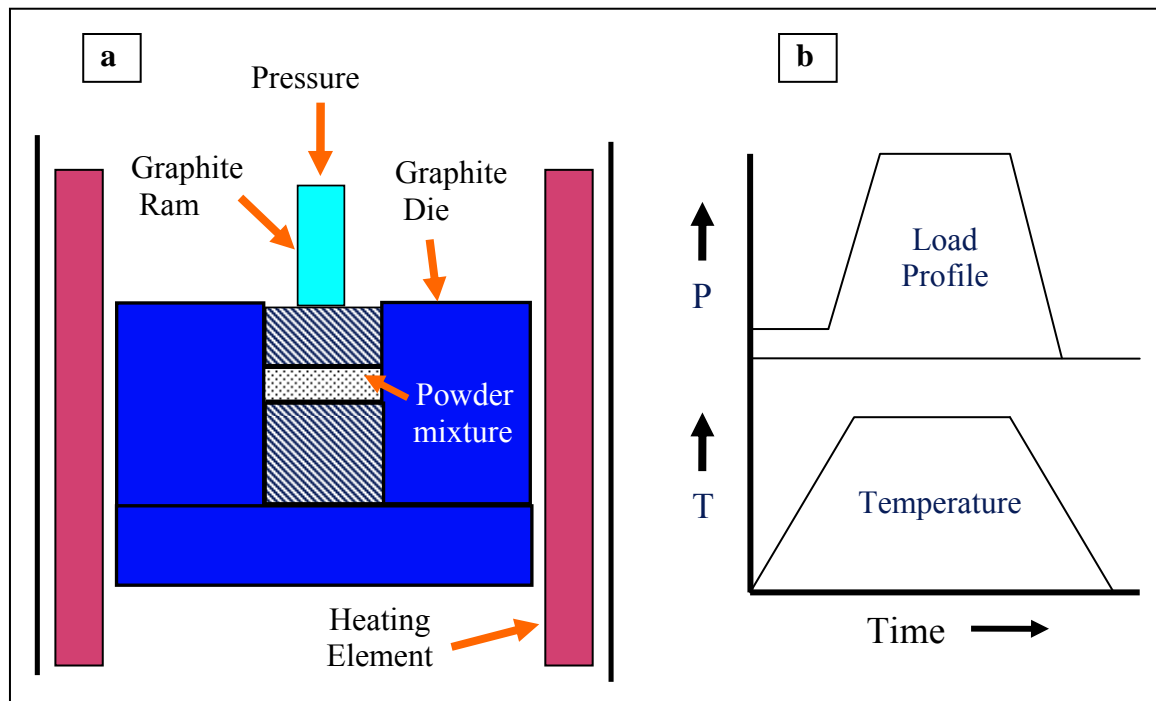 a
Pressure
Graphite
Ram
Graphite
Die
Powder
mixture
Heating
Element
b
P
Load
Profile
T
Temperature
Time